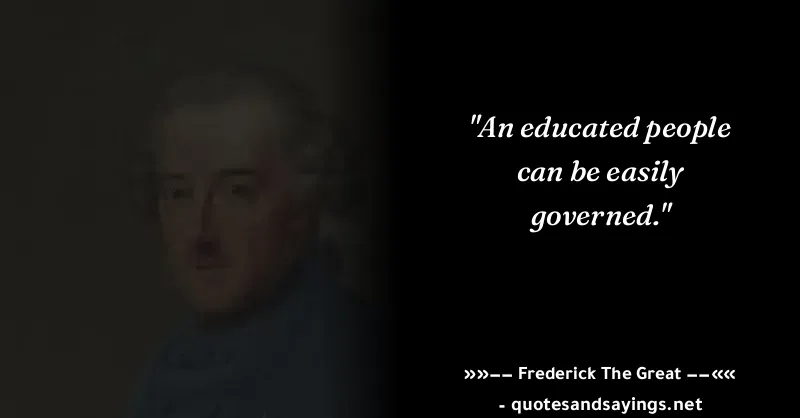 "An educated people
can be easily
governed."
»»–– Frederick The Great ––««
- quotesandsayings.net